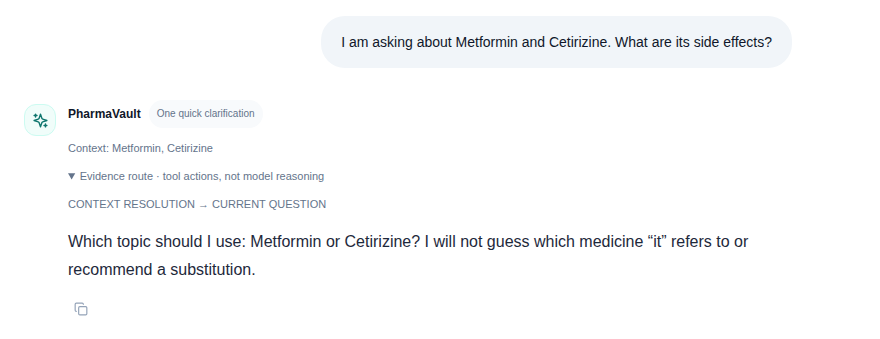 I am asking about Metformin and Cetirizine. What are its side effects?
PharmaVault One quick clarification
Context: Metformin, Cetirizine
▼ Evidence route · tool actions, not model reasoning
CONTEXT RESOLUTION → CURRENT QUESTION
Which topic should I use: Metformin or Cetirizine? I will not guess which medicine “it” refers to or
recommend a substitution.